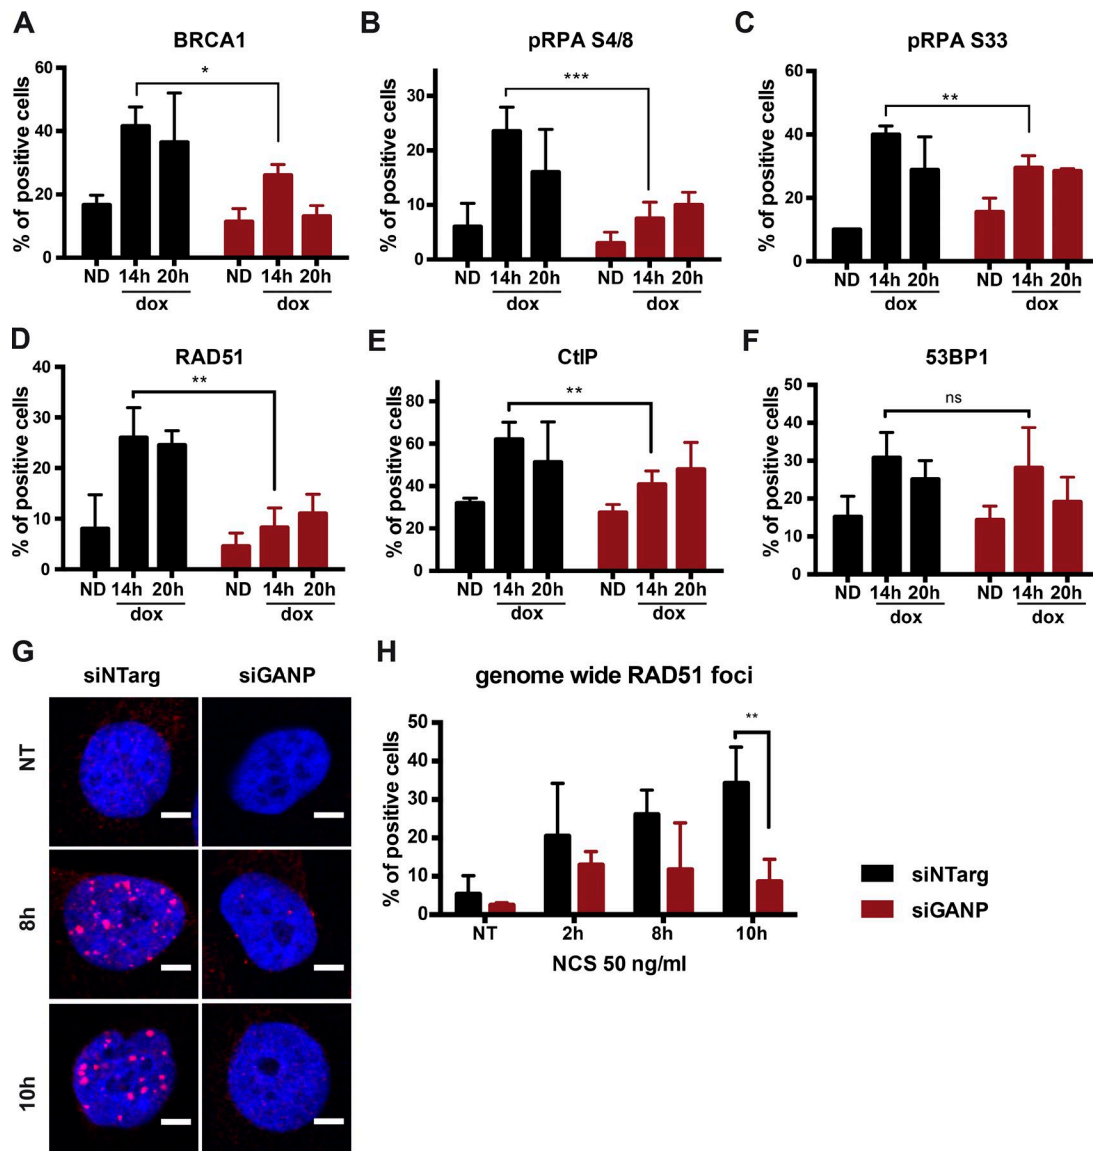 A
BRCA1
% of positive cells
60
40
20
0
*
ND 14h 20h ND 14h 20h
dox dox
B
pRPA S4/8
% of positive cells
30
20
10
0
***
ND 14h 20h ND 14h 20h
dox dox
C
pRPA S33
% of positive cells
60
40
20
0
**
ND 14h 20h ND 14h 20h
dox dox
D
RAD51
% of positive cells
40
30
20
10
0
**
ND 14h 20h ND 14h 20h
dox dox
E
CtIP
% of positive cells
80
60
40
20
0
**
ND 14h 20h ND 14h 20h
dox dox
F
53BP1
% of positive cells
50
40
30
20
10
0
ns
ND 14h 20h ND 14h 20h
dox dox
G
siNTarg siGANP
NT
8h
10h
H
genome wide RAD51 foci
% of positive cells
50
40
30
20
10
0
**
NT 2h 8h 10h
NCS 50 ng/ml
siNTarg
siGANP